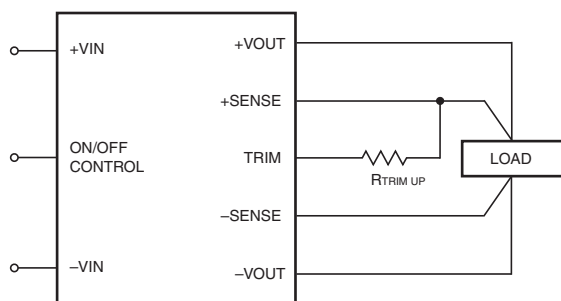 +VIN
+VOUT
+SENSE
ON/OFF
CONTROL
TRIM
RTRIM UP
LOAD
–SENSE
–VIN
–VOUT